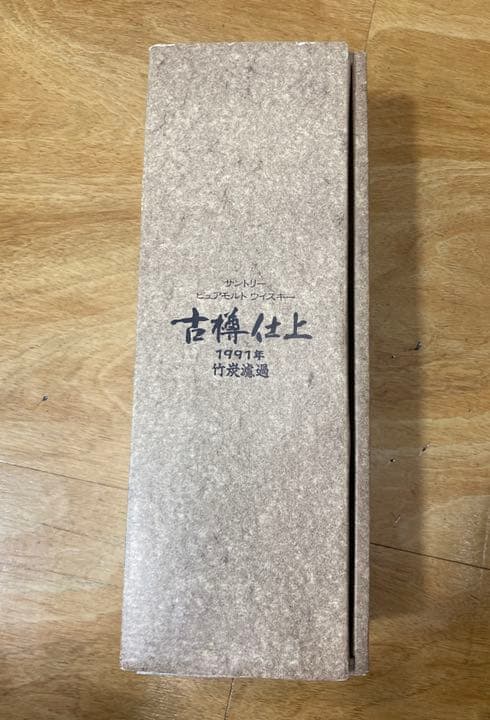 サントリー
ピュアモルト ウイスキー
古樽仕上
1991年
竹炭濾過